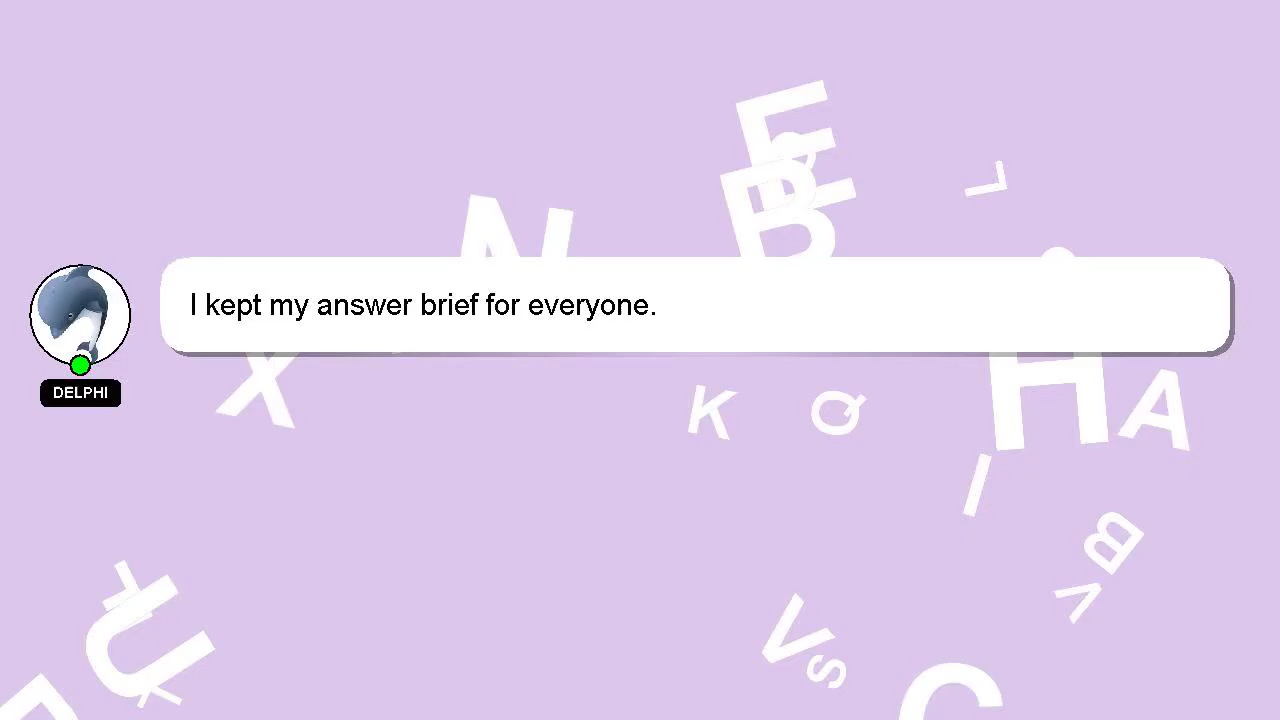 E
B
L
N
I kept my answer brief for everyone.
DELPHI
X
K
Q
H
A
I
B
V
U
V
S
C